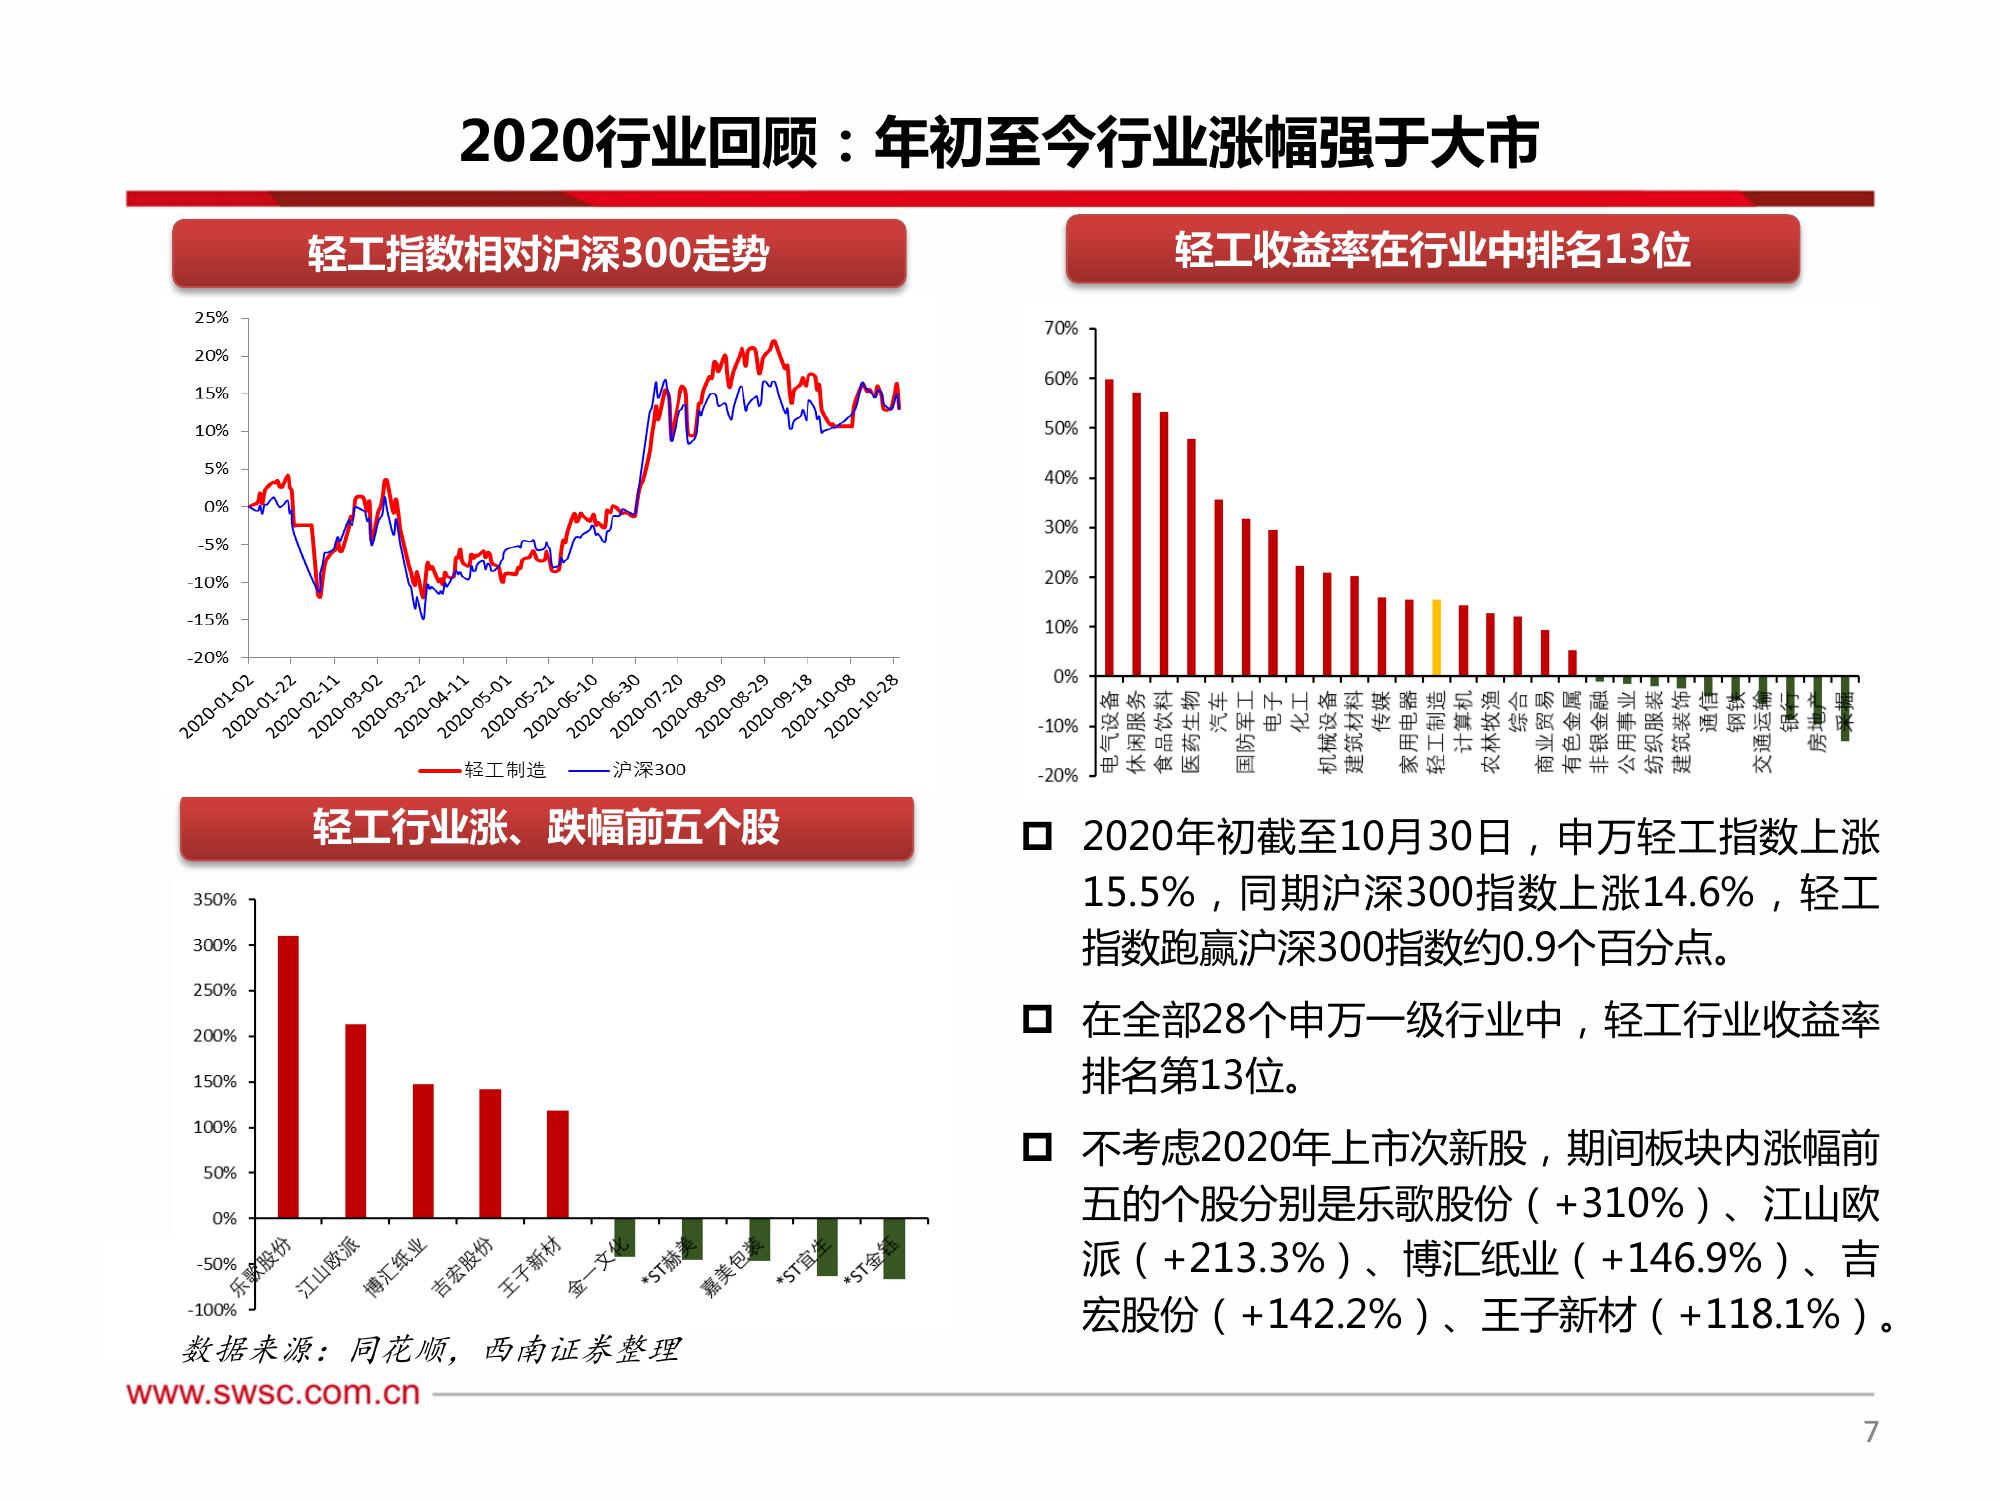 2020行业回顾：年初至今行业涨幅强于大市
轻工指数相对沪深300走势
25%
20%
15%
10%
5%
0%
-5%
-10%
-15%
-20%
2020-01-02
2020-01-22
2020-02-11
2020-03-02
2020-03-22
2020-04-11
2020-05-01
2020-05-21
2020-06-10
2020-06-30
2020-07-20
2020-08-09
2020-08-29
2020-09-18
2020-10-08
2020-10-28
轻工制造 沪深300
轻工收益率在行业中排名13位
70%
60%
50%
40%
30%
20%
10%
0%
-10%
-20%
电气设备
休闲服务
食品饮料
医药生物
汽车
国防军工
电子
化工
机械设备
建筑材料
传媒
家用电器
轻工制造
计算机
农林牧渔
综合
商业贸易
有色金属
非银金融
公用事业
纺织服装
建筑装饰
通信
钢铁
交通运输
银行
房地产
采掘
轻工行业涨、跌幅前五个股
350%
300%
250%
200%
150%
100%
50%
0%
-50%
-100%
乐歌股份
江山欧派
博汇纸业
吉宏股份
王子新材
金一文化
*ST赫美
嘉美包装
*ST宜生
*ST金钰
数据来源：同花顺，西南证券整理
2020年初截至10月30日，申万轻工指数上涨
15.5%，同期沪深300指数上涨14.6%，轻工
指数跑赢沪深300指数约0.9个百分点。
在全部28个申万一级行业中，轻工行业收益率
排名第13位。
不考虑2020年上市次新股，期间板块内涨幅前
五的个股分别是乐歌股份（+310%）、江山欧
派（+213.3%）、博汇纸业（+146.9%）、吉
宏股份（+142.2%）、王子新材（+118.1%）。
www.swsc.com.cn
7